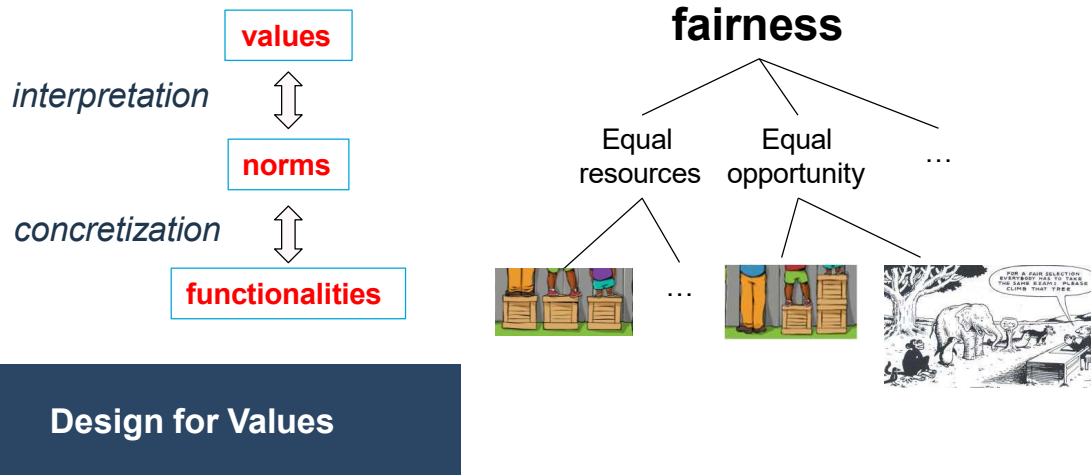 values
interpretation
norms
concretization
functionalities
Design for Values
fairness
Equal
resources
Equal
opportunity
…
…
FOR A FAIR SELECTION
EVERYBODY HAS TO TAKE
THE SAME EXAM: PLEASE
CLIMB THAT TREE